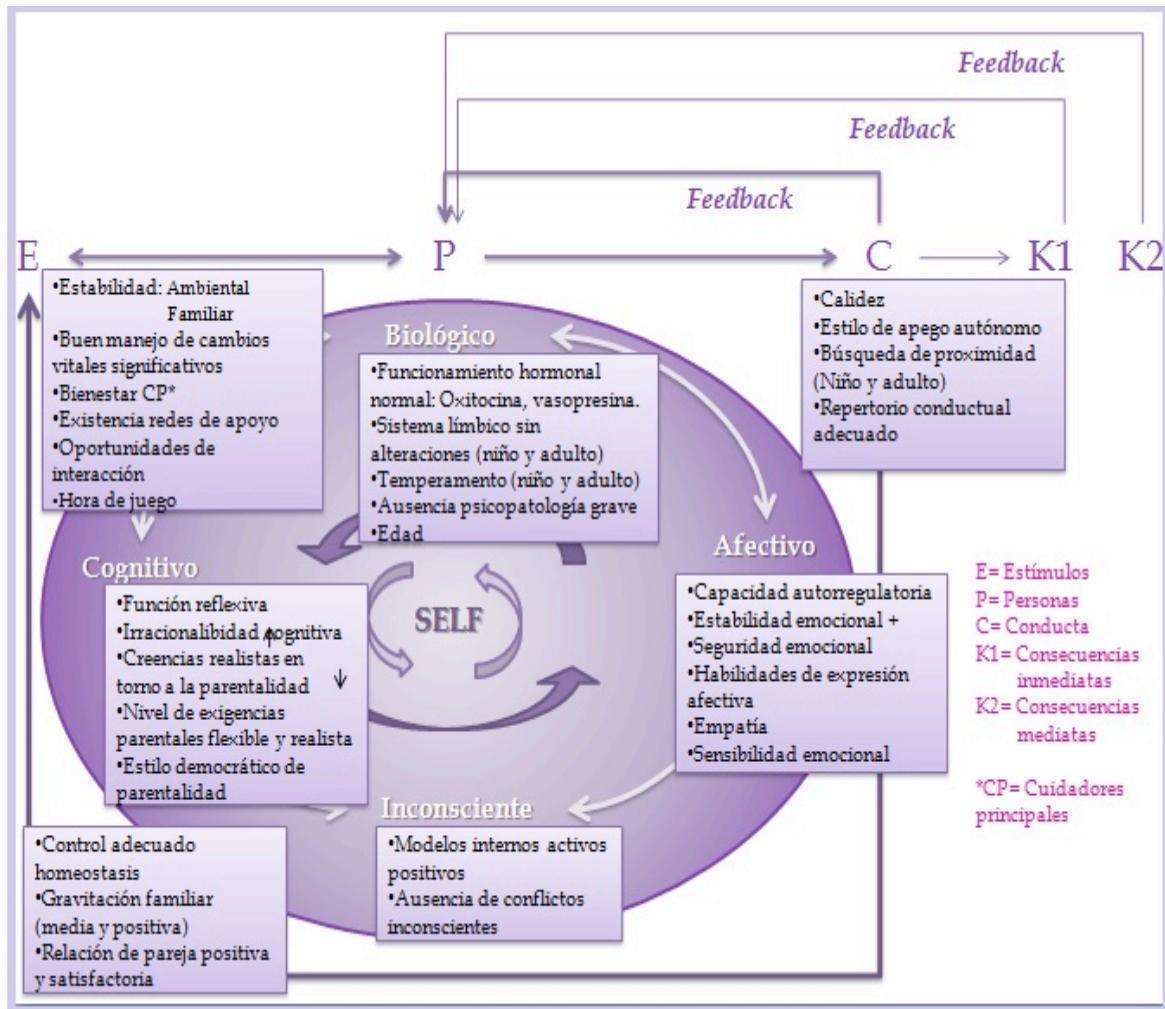 Feedback
Feedback
Feedback
E
P
C
K1
K2
•Estabilidad: Ambiental
Familiar
•Buen manejo de cambios
vitales significativos
•Bienestar CP*
•Existencia redes de apoyo
•Oportunidades de
interacción
•Hora de juego
Biológico
•Funcionamiento hormonal
normal: Oxitocina, vasopresina.
•Sistema límbico sin
alteraciones (niño y adulto)
•Temperamento (niño y adulto)
•Ausencia psicopatología grave
•Edad
•Calidez
•Estilo de apego autónomo
•Búsqueda de proximidad
(Niño y adulto)
•Repertorio conductual
adecuado
Cognitivo
•Función reflexiva
•Irracionalibidad cognitiva
•Creencias realistas en
torno a la parentalidad
•Nivel de exigencias
parentales flexible y realista
•Estilo democrático de
parentalidad
SELF
Afectivo
•Capacidad autorregulatoria
•Estabilidad emocional +
•Seguridad emocional
•Habilidades de expresión
afectiva
•Empatía
•Sensibilidad emocional
E= Estímulos
P= Personas
C= Conducta
K1= Consecuencias
inmediatas
K2= Consecuencias
mediatas
*CP= Cuidadores
principales
Inconsciente
•Modelos internos activos
positivos
•Ausencia de conflictos
inconscientes
•Control adecuado
homeostasis
•Gravitación familiar
(media y positiva)
•Relación de pareja positiva
y satisfactoria